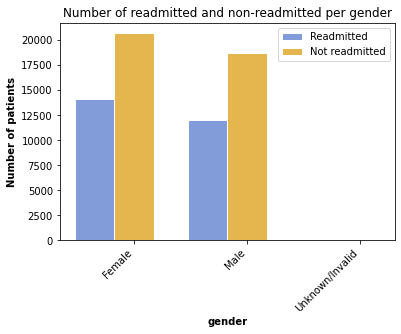 Number of readmitted and non-readmitted per gender
Readmitted
Not readmitted
Number of patients
20000
17500
15000
12500
10000
7500
5000
2500
0
Female
Male
Unknown/Invalid
gender